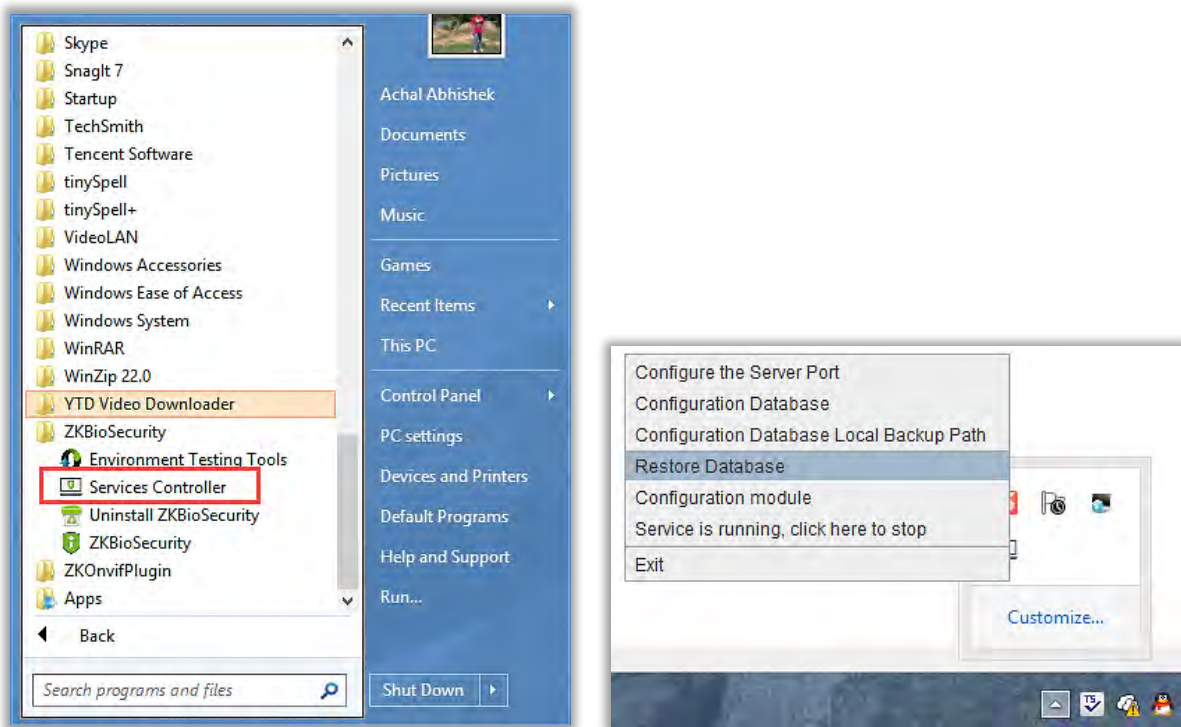 Skype
SnagIt 7
Startup
TechSmith
Tencent Software
tinySpell
tinySpell+
VideoLAN
Windows Accessories
Windows Ease of Access
Windows System
WinRAR
WinZip 22.0
YTD Video Downloader
ZKBioSecurity
Environment Testing Tools
Services Controller
Uninstall ZKBioSecurity
ZKBioSecurity
ZKOnvifPlugin
Apps
Back
Search programs and files
Achal Abhishek
Documents
Pictures
Music
Games
Recent Items
This PC
Control Panel
PC settings
Devices and Printers
Default Programs
Help and Support
Run...
Shut Down
Configure the Server Port
Configuration Database
Configuration Database Local Backup Path
Restore Database
Configuration module
Service is running, click here to stop
Exit
Customize...
TS